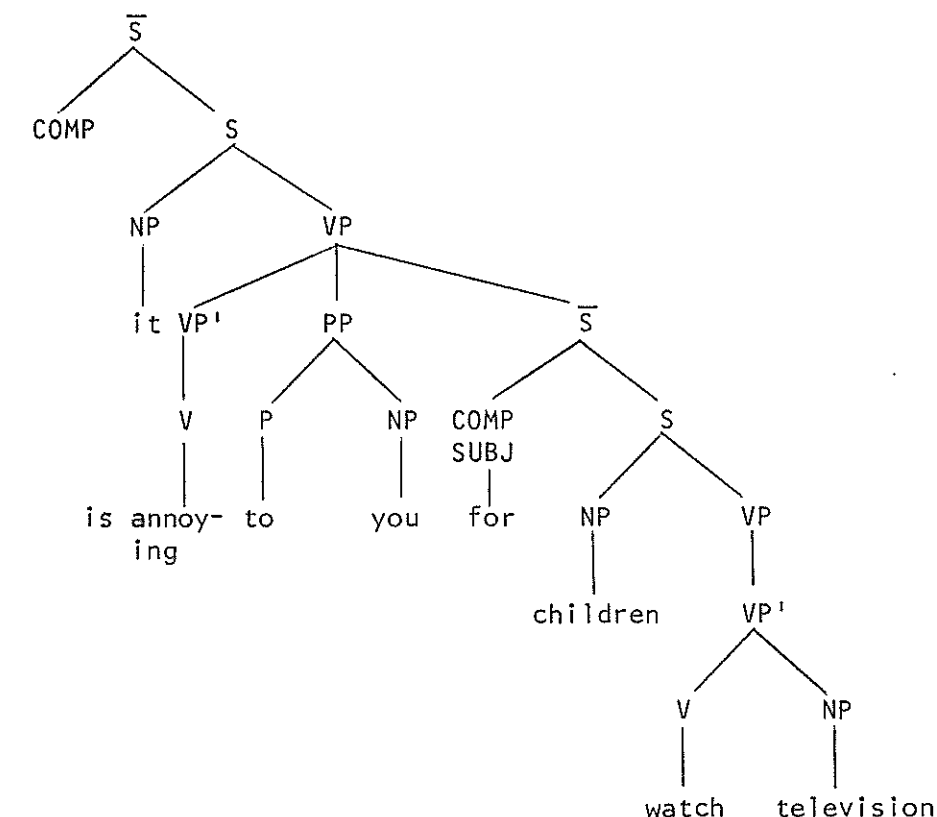 S̅
COMP S
NP VP
it VP' PP S̅
V P NP COMP S
SUBJ
is annoy- to you for NP VP
ing
children VP'
V NP
watch television